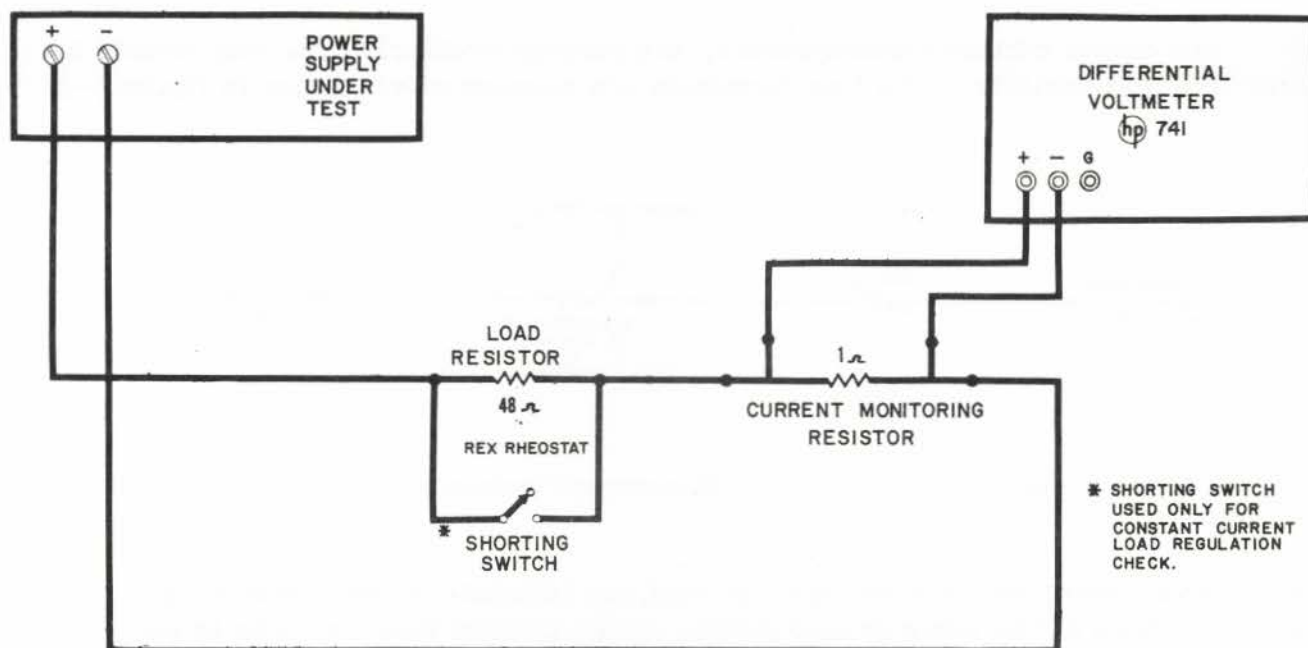 + -
POWER
SUPPLY
UNDER
TEST
DIFFERENTIAL
VOLTMETER
hp 741
+ - G
LOAD
RESISTOR
48 Ω
REX RHEOSTAT
*
SHORTING
SWITCH
1 Ω
CURRENT MONITORING
RESISTOR
* SHORTING SWITCH
USED ONLY FOR
CONSTANT CURRENT
LOAD REGULATION
CHECK.